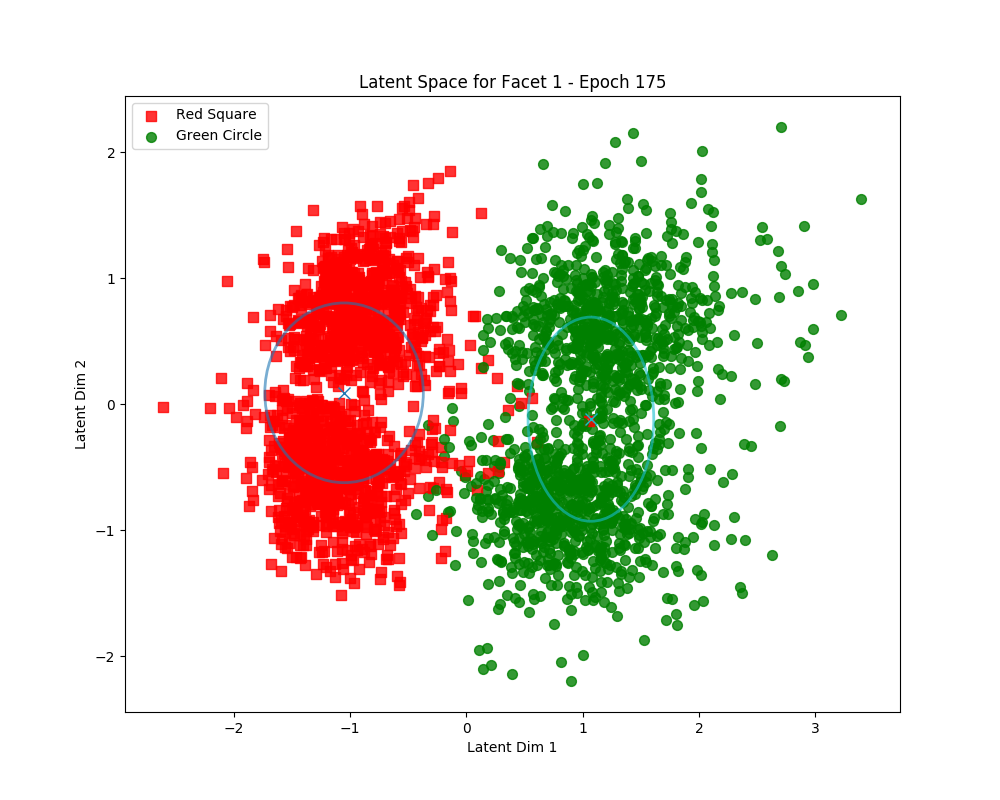 Latent Space for Facet 1 - Epoch 175
Red Square
Green Circle
2
1
0
−1
−2
Latent Dim 2
−2
−1
0
1
2
3
Latent Dim 1